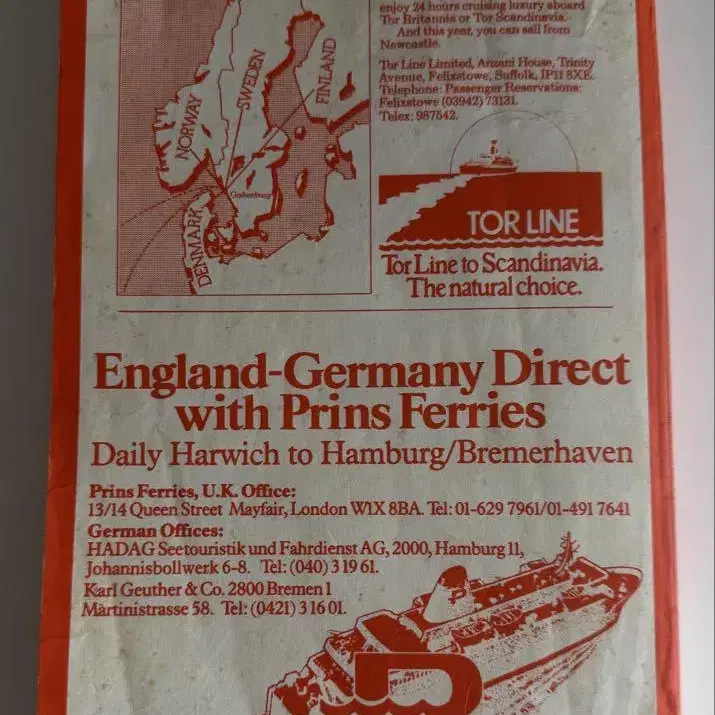 enjoy 24 hours cruising luxury aboard
Tor Britannia or Tor Scandinavia.
And this year, you can sail from
Newcastle.
Tor Line Limited, Anzani House, Trinity
Avenue, Felixstowe, Suffolk, IP11 8XE.
Telephone: Passenger Reservations:
Felixstowe (03942) 73131.
Telex: 987542.
NORWAY
SWEDEN
FINLAND
Gothenburg
DENMARK
TOR LINE
Tor Line to Scandinavia.
The natural choice.
England-Germany Direct
with Prins Ferries
Daily Harwich to Hamburg/Bremerhaven
Prins Ferries, U.K. Office:
13/14 Queen Street Mayfair, London W1X 8BA. Tel: 01-629 7961/01-491 7641
German Offices:
HADAG Seetouristik und Fahrdienst AG, 2000, Hamburg 11,
Johannisbollwerk 6-8. Tel: (040) 3 19 61.
Karl Geuther & Co. 2800 Bremen 1
Martinistrasse 58. Tel: (0421) 3 16 01.